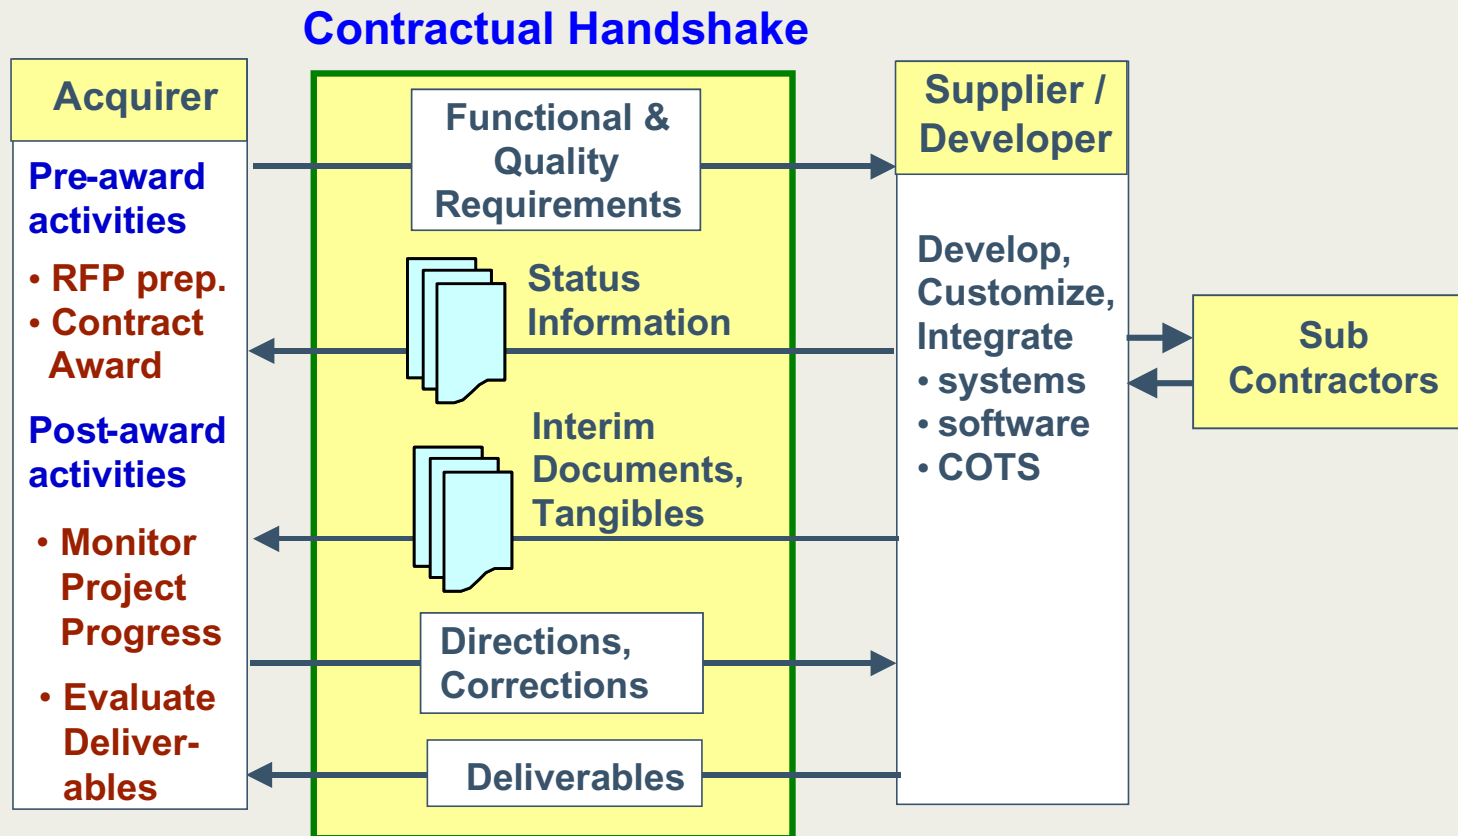 Contractual Handshake
Acquirer
Pre-award
activities
• RFP prep.
• Contract
Award
Post-award
activities
• Monitor
Project
Progress
• Evaluate
Deliver-
ables
Functional &
Quality
Requirements
Status
Information
Interim
Documents,
Tangibles
Directions,
Corrections
Deliverables
Supplier /
Developer
Develop,
Customize,
Integrate
• systems
• software
• COTS
Sub
Contractors